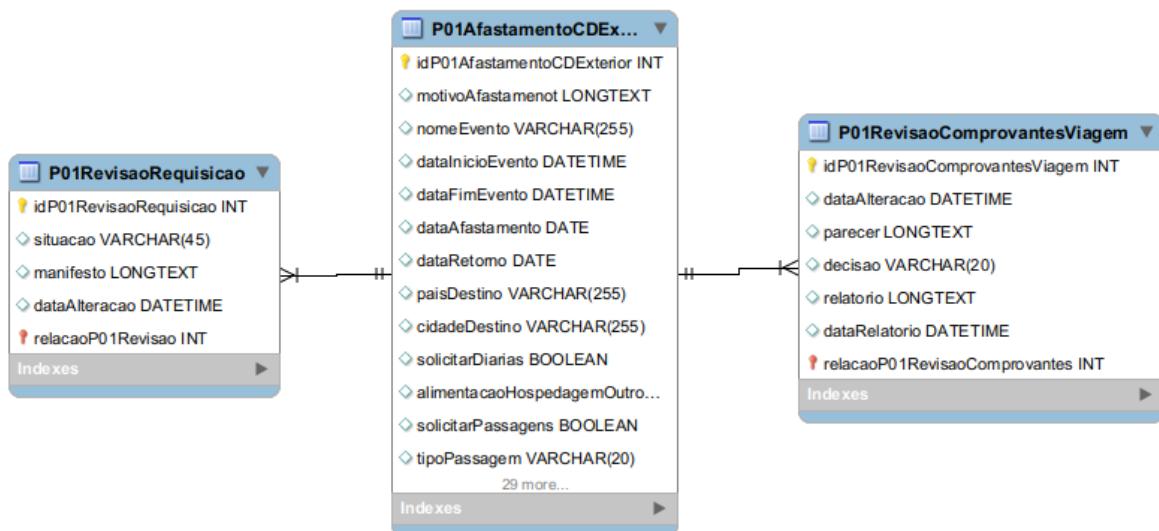 P01RevisaoRequisicao
idP01RevisaoRequisicao INT
situacao VARCHAR(45)
manifesto LONGTEXT
dataAlteracao DATETIME
relacaoP01Revisao INT
Indexes
P01AfastamentoCDEx...
idP01AfastamentoCDExterior INT
motivoAfastamenot LONGTEXT
nomeEvento VARCHAR(255)
dataInicioEvento DATETIME
dataFimEvento DATETIME
dataAfastamento DATE
dataRetorno DATE
paisDestino VARCHAR(255)
cidadeDestino VARCHAR(255)
solicitarDiarias BOOLEAN
alimentacaoHospedagemOutro...
solicitarPassagens BOOLEAN
tipoPassagem VARCHAR(20)
29 more...
Indexes
P01RevisaoComprovantesViagem
idP01RevisaoComprovantesViagem INT
dataAlteracao DATETIME
parecer LONGTEXT
decisao VARCHAR(20)
relatorio LONGTEXT
dataRelatorio DATETIME
relacaoP01RevisaoComprovantes INT
Indexes